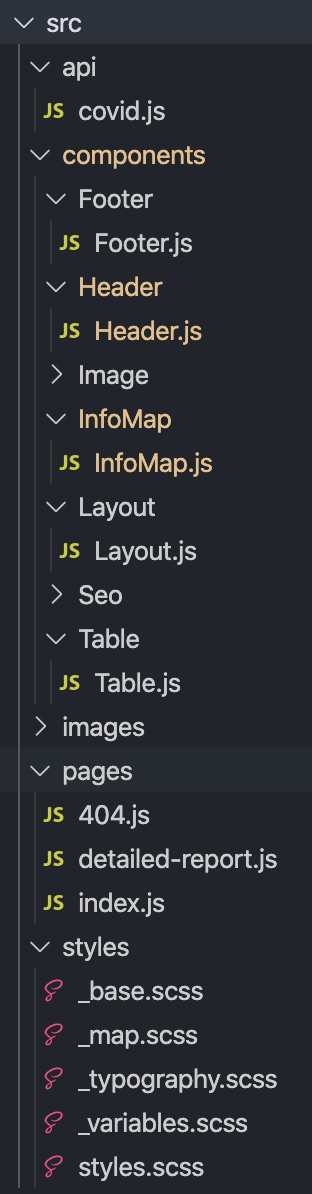 src
api
JS covid.js
components
Footer
JS Footer.js
Header
JS Header.js
Image
InfoMap
JS InfoMap.js
Layout
JS Layout.js
Seo
Table
JS Table.js
images
pages
JS 404.js
JS detailed-report.js
JS index.js
styles
_base.scss
_map.scss
_typography.scss
_variables.scss
styles.scss